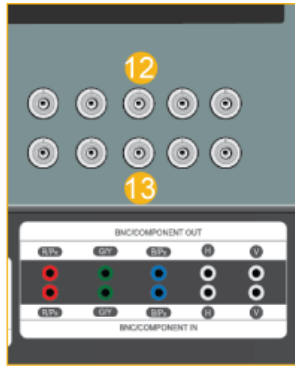 12
13
BNC/COMPONENT OUT
R/PR G/Y B/PB H V
R/PR G/Y B/PB H V
BNC/COMPONENT IN